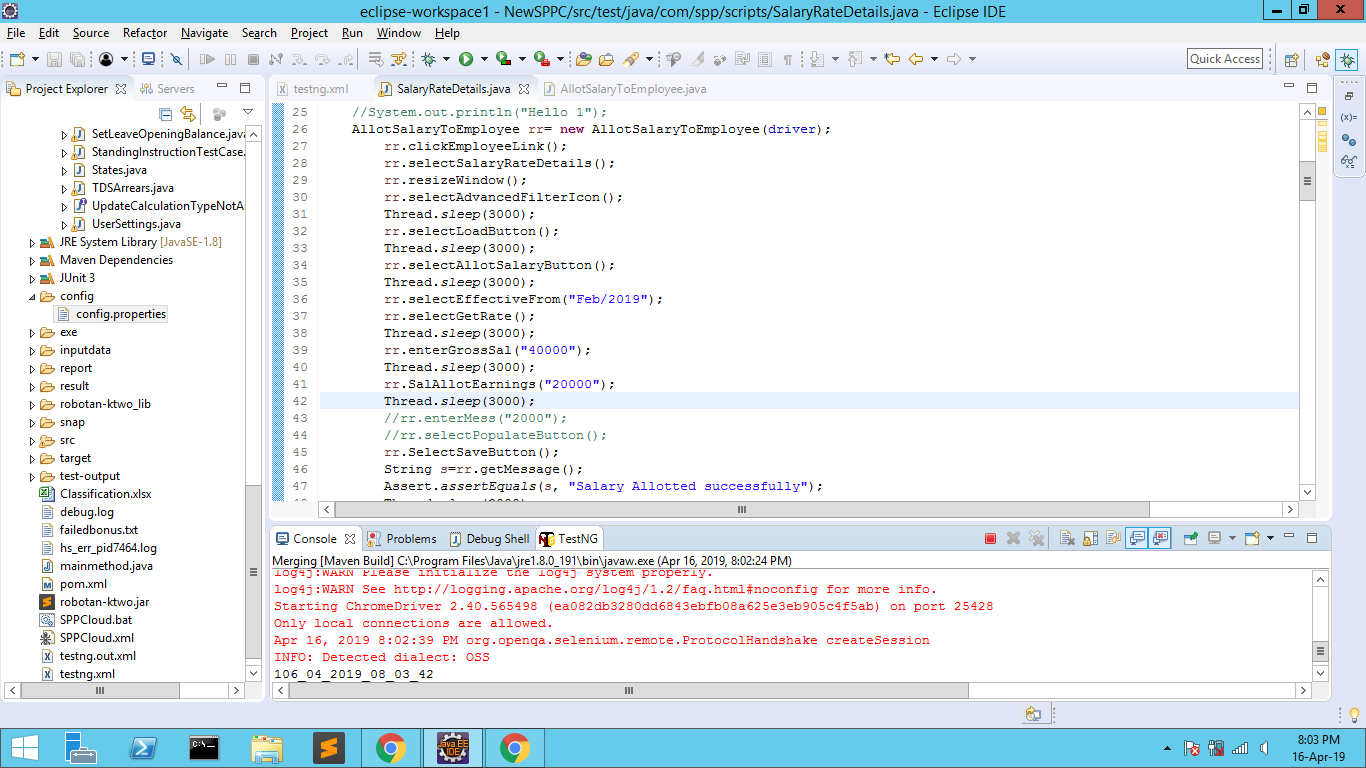 eclipse-workspace1 - NewSPPC/src/test/java/com/spp/scripts/SalaryRateDetails.java - Eclipse IDE
File Edit Source Refactor Navigate Search Project Run Window Help
Quick Access
Project Explorer Servers
SetLeaveOpeningBalance.java
StandingInstructionTestCase.
States.java
TDSArrears.java
UpdateCalculationTypeNotA
UserSettings.java
JRE System Library [JavaSE-1.8]
Maven Dependencies
JUnit 3
config
config.properties
exe
inputdata
report
result
robotan-ktwo_lib
snap
src
target
test-output
Classification.xlsx
debug.log
failedbonus.txt
hs_err_pid7464.log
mainmethod.java
pom.xml
robotan-ktwo.jar
SPPCloud.bat
SPPCloud.xml
testng.out.xml
testng.xml
testng.xml SalaryRateDetails.java AllotSalaryToEmployee.java
25 //System.out.println("Hello 1");
26 AllotSalaryToEmployee rr= new AllotSalaryToEmployee(driver);
27 rr.clickEmployeeLink();
28 rr.selectSalaryRateDetails();
29 rr.resizeWindow();
30 rr.selectAdvancedFilterIcon();
31 Thread.sleep(3000);
32 rr.selectLoadButton();
33 Thread.sleep(3000);
34 rr.selectAllotSalaryButton();
35 Thread.sleep(3000);
36 rr.selectEffectiveFrom("Feb/2019");
37 rr.selectGetRate();
38 Thread.sleep(3000);
39 rr.enterGrossSal("40000");
40 Thread.sleep(3000);
41 rr.SalAllotEarnings("20000");
42 Thread.sleep(3000);
43 //rr.enterMess("2000");
44 //rr.selectPopulateButton();
45 rr.SelectSaveButton();
46 String s=rr.getMessage();
47 Assert.assertEquals(s, "Salary Allotted successfully");
Console Problems Debug Shell TestNG
Merging [Maven Build] C:\Program Files\Java\jre1.8.0_191\bin\javaw.exe (Apr 16, 2019, 8:02:24 PM)
log4j:WARN Please initialize the log4j system properly.
log4j:WARN See http://logging.apache.org/log4j/1.2/faq.html#noconfig for more info.
Starting ChromeDriver 2.40.565498 (ea082db3280dd6843ebfb08a625e3eb905c4f5ab) on port 25428
Only local connections are allowed.
Apr 16, 2019 8:02:39 PM org.openqa.selenium.remote.ProtocolHandshake createSession
INFO: Detected dialect: OSS
106_04_2019_08_03_42
Java EE
IDE
8:03 PM
16-Apr-19